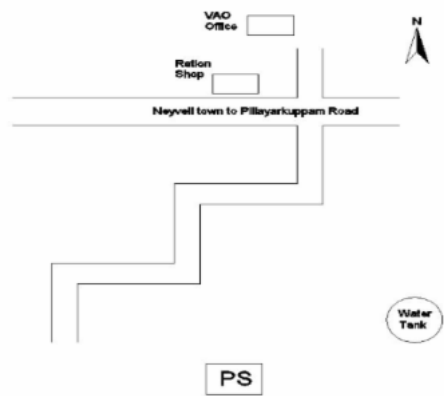 VAO
Office
N
Ration
Shop
Neyveli town to Pillayarkuppam Road
Water
Tank
PS